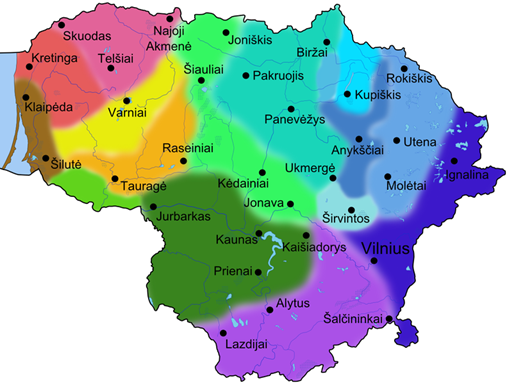 Skuodas
Najoji
Akmenė
Joniškis
Biržai
Kretinga
Telšiai
Šiauliai
Pakruojis
Rokiškis
Klaipėda
Varniai
Kupiškis
Panevėžys
Raseiniai
Anykščiai
Utena
Šilutė
Ukmergė
Ignalina
Tauragė
Kėdainiai
Molėtai
Jonava
Jurbarkas
Širvintos
Kaunas
Kaišiadorys
Vilnius
Prienai
Alytus
Šalčininkai
Lazdijai